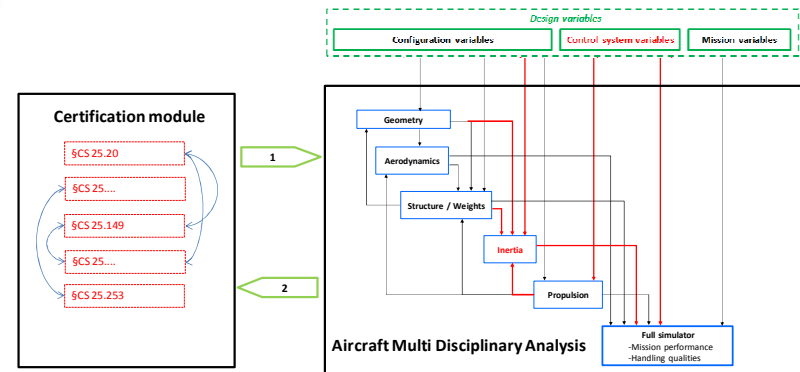 Design variables
Configuration variables
Control system variables
Mission variables
Certification module
§CS 25.20
§CS 25....
§CS 25.149
§CS 25....
§CS 25.253
1
2
Geometry
Aerodynamics
Structure / Weights
Inertia
Propulsion
Full simulator
-Mission performance
-Handling qualities
Aircraft Multi Disciplinary Analysis